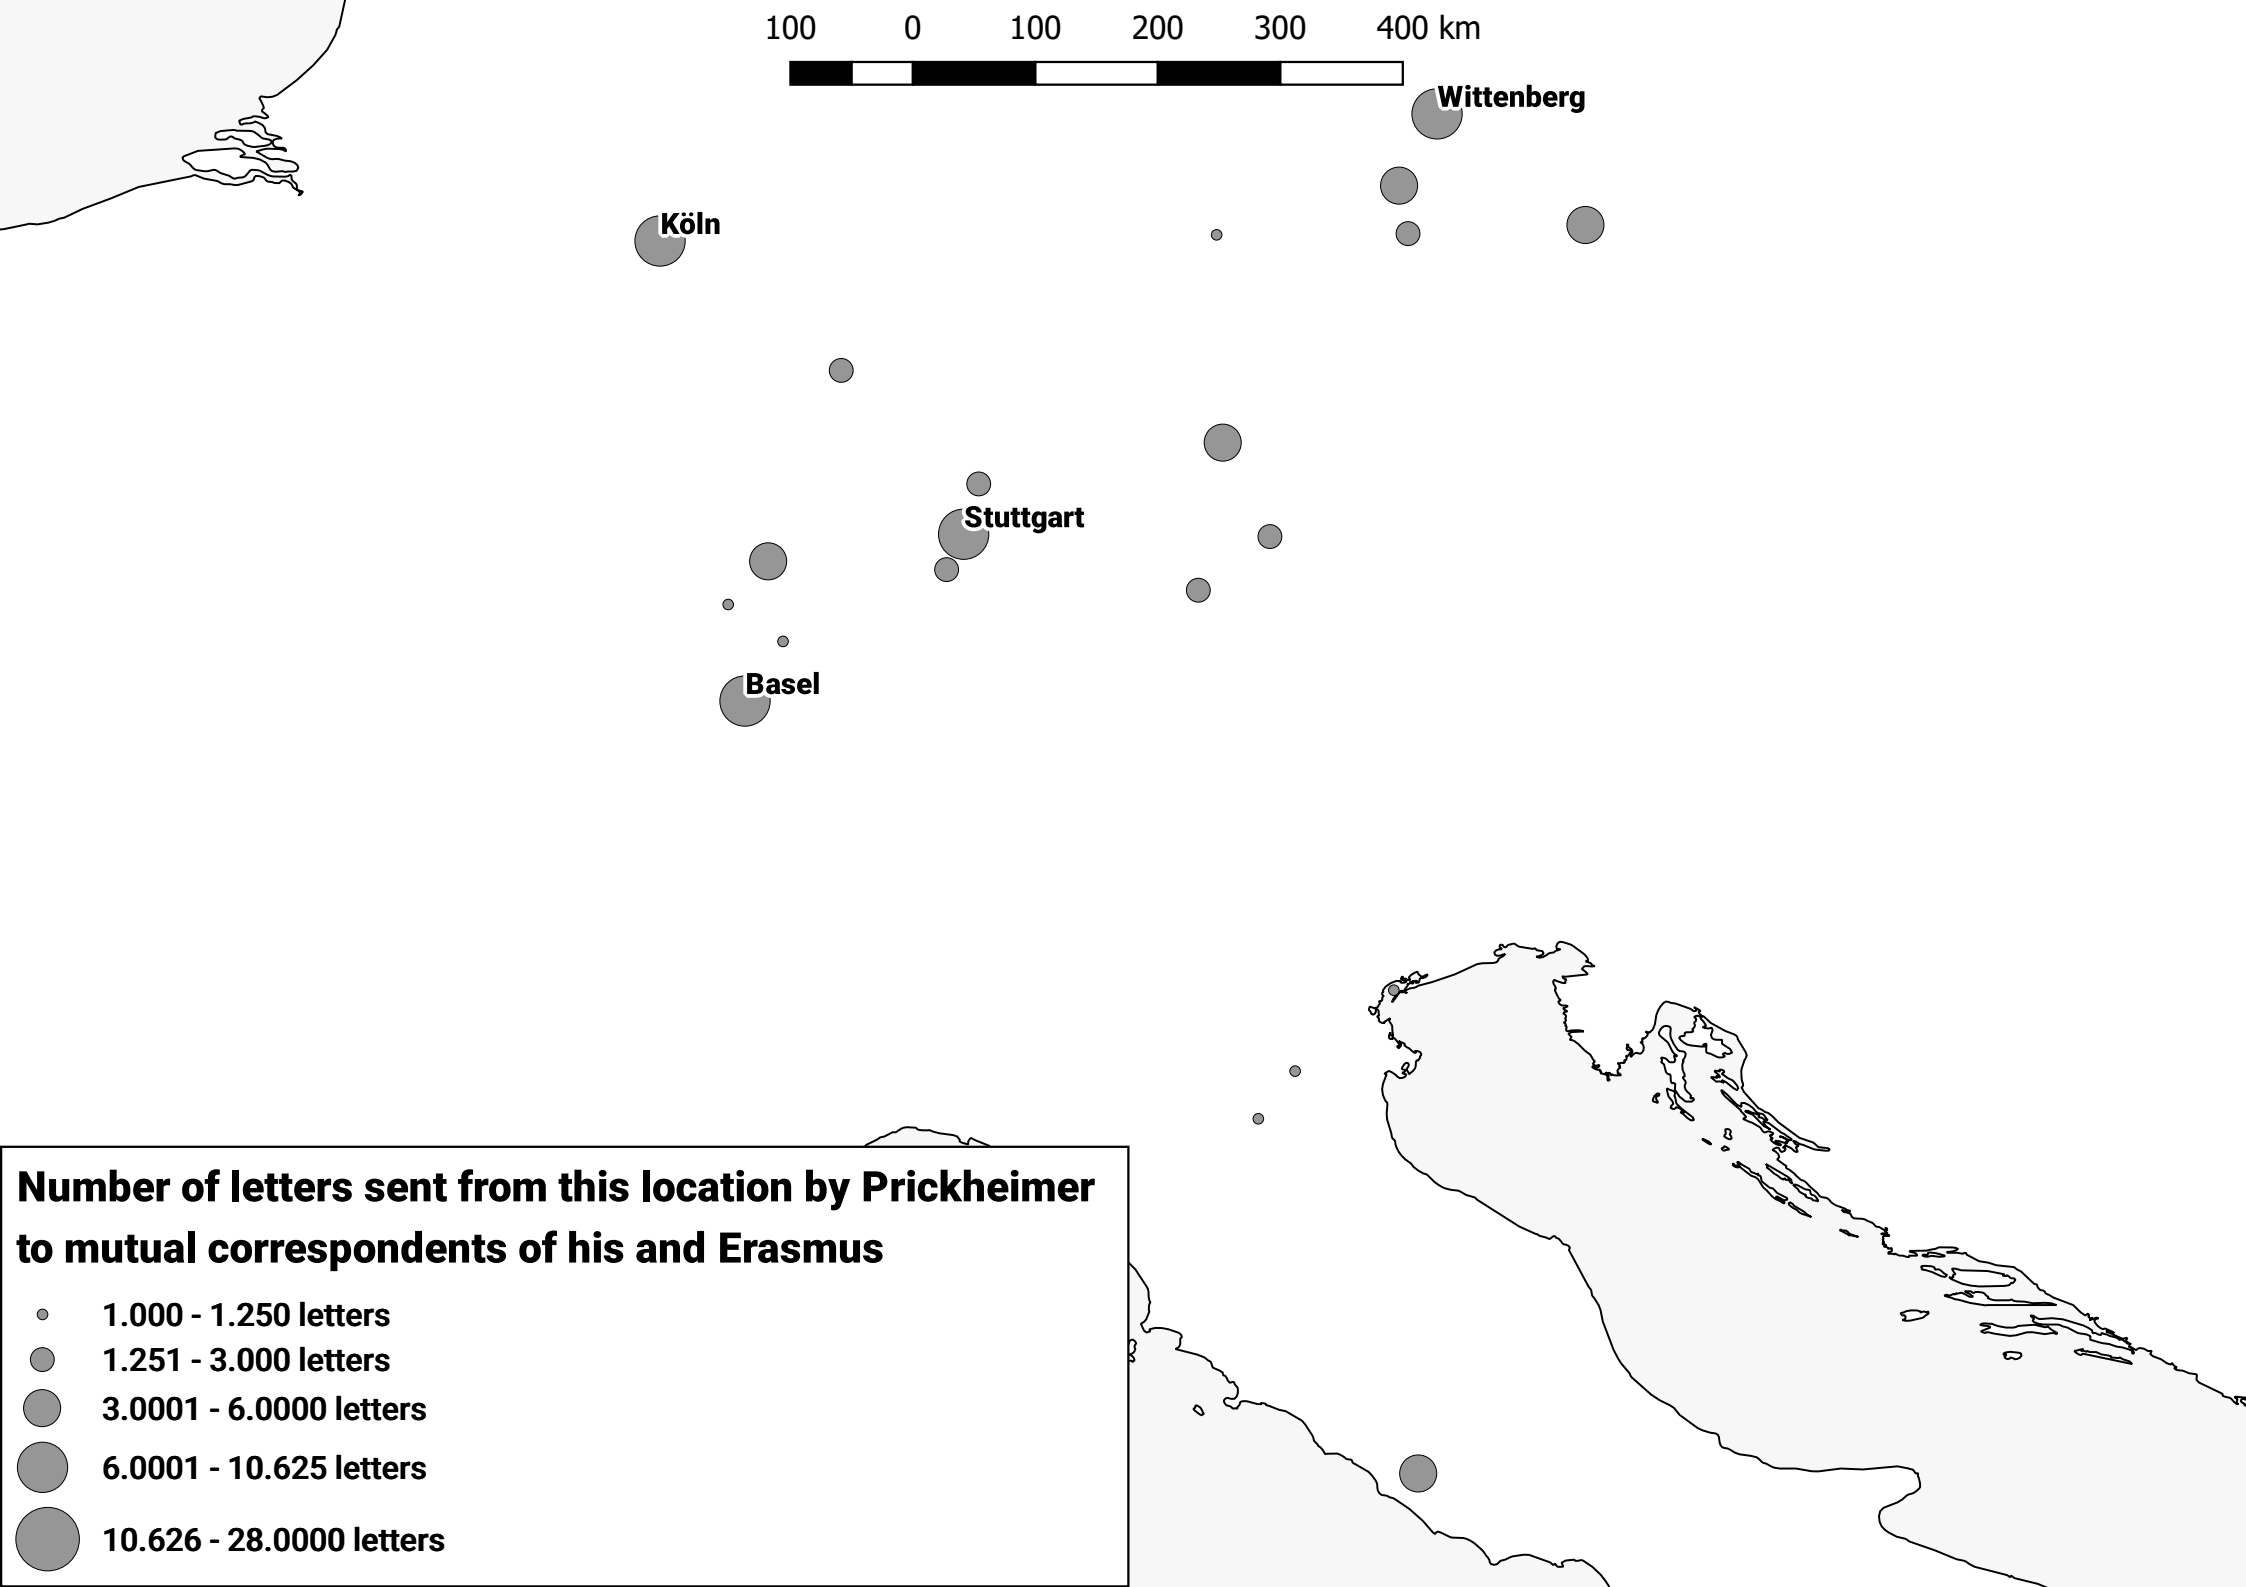 100 0 100 200 300 400 km
Wittenberg
Köln
Stuttgart
Basel
Number of letters sent from this location by Prickheimer
to mutual correspondents of his and Erasmus
1.000 - 1.250 letters
1.251 - 3.000 letters
3.0001 - 6.0000 letters
6.0001 - 10.625 letters
10.626 - 28.0000 letters